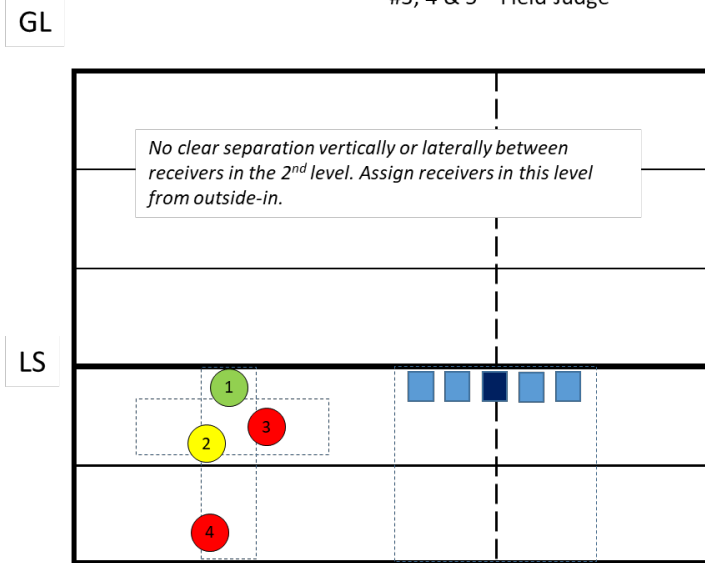 GL
No clear separation vertically or laterally between
receivers in the 2nd level. Assign receivers in this level
from outside-in.
LS
1
3
2
4